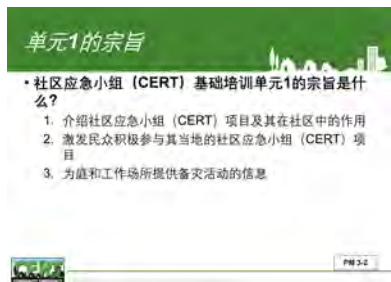 单元1的宗旨
• 社区应急小组（CERT）基础培训单元1的宗旨是什
么?
1. 介绍社区应急小组（CERT）项目及其在社区中的作用
2. 激发民众积极参与其当地的社区应急小组（CERT）项
目
3. 为庭和工作场所提供备灾活动的信息
PM 3-2